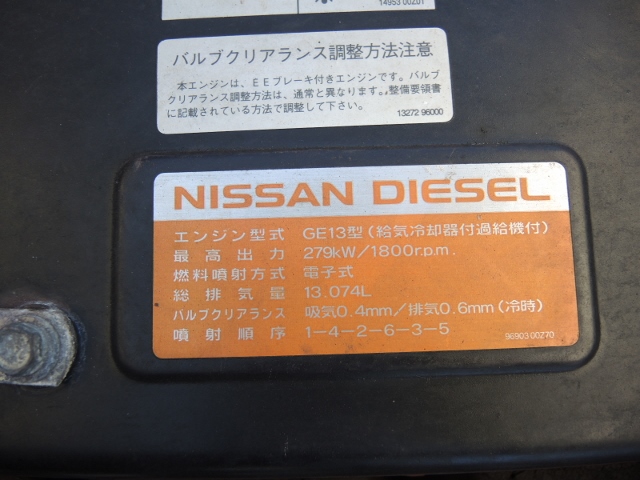 14953 00Z01
バルブクリアランス調整方法注意
本エンジンは、EEブレーキ付きエンジンです。バルブ
クリアランス調整方法は、通常と異なります。整備要領書
に記載されている方法で調整して下さい。
13272 96000
NISSAN DIESEL
エンジン型式 GE13型(給気冷却器付過給機付)
最高出力 279kW/1800r.p.m.
燃料噴射方式 電子式
総排気量 13.074L
バルブクリアランス 吸気0.4mm/排気0.6mm(冷時)
噴射順序 1-4-2-6-3-5
96903 00Z70